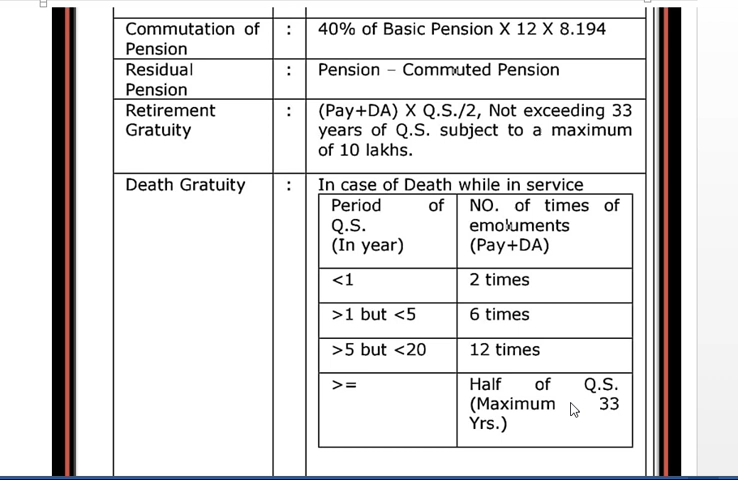 Commutation of : 40% of Basic Pension X 12 X 8.194
Pension
Residual : Pension – Commuted Pension
Pension
Retirement : (Pay+DA) X Q.S./2, Not exceeding 33
Gratuity years of Q.S. subject to a maximum
of 10 lakhs.
Death Gratuity : In case of Death while in service
Period of NO. of times of
Q.S. emoluments
(In year) (Pay+DA)
<1 2 times
>1 but <5 6 times
>5 but <20 12 times
>= Half of Q.S.
(Maximum 33
Yrs.)